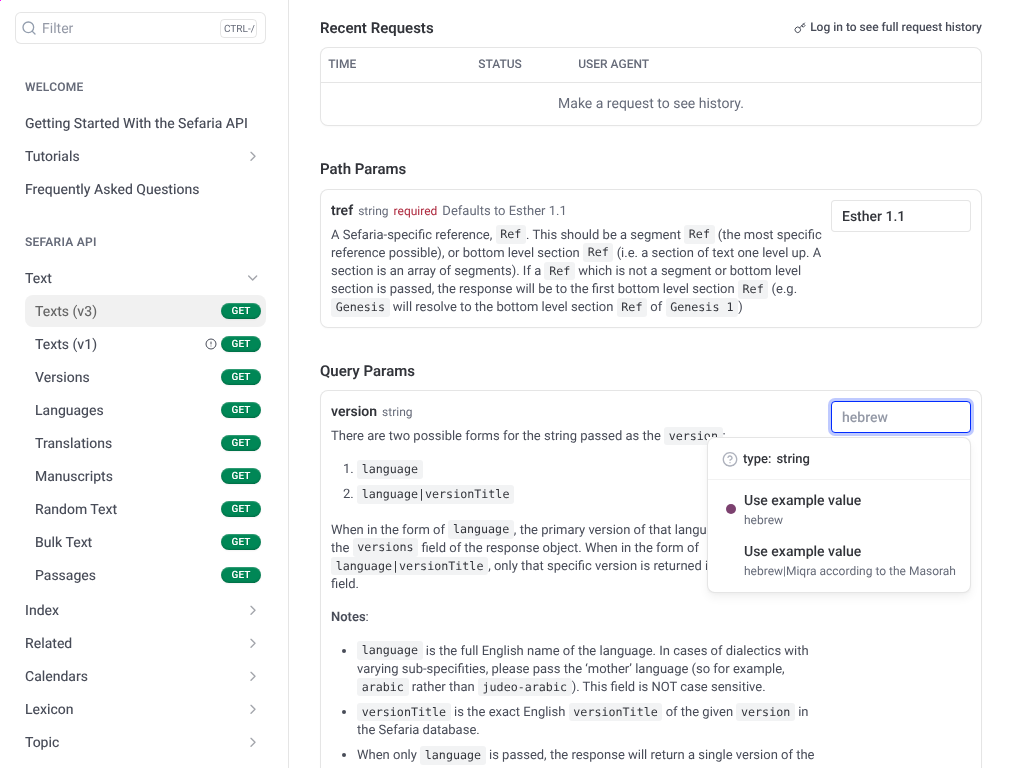 Filter
CTRL-/
WELCOME
Getting Started With the Sefaria API
Tutorials
Frequently Asked Questions
SEFARIA API
Text
Texts (v3) GET
Texts (v1) GET
Versions GET
Languages GET
Translations GET
Manuscripts GET
Random Text GET
Bulk Text GET
Passages GET
Index
Related
Calendars
Lexicon
Topic
Recent Requests
Log in to see full request history
TIME STATUS USER AGENT
Make a request to see history.
Path Params
tref string required Defaults to Esther 1.1
Esther 1.1
A Sefaria-specific reference, Ref . This should be a segment Ref (the most specific
reference possible), or bottom level section Ref (i.e. a section of text one level up. A
section is an array of segments). If a Ref which is not a segment or bottom level
section is passed, the response will be to the first bottom level section Ref (e.g.
Genesis will resolve to the bottom level section Ref of Genesis 1 )
Query Params
version string
hebrew
There are two possible forms for the string passed as the version :
1. language
2. language|versionTitle
When in the form of language , the primary version of that langu
the versions field of the response object. When in the form of
language|versionTitle , only that specific version is returned i
field.
type: string
Use example value
hebrew
Use example value
hebrew|Miqra according to the Masorah
Notes:
• language is the full English name of the language. In cases of dialectics with
varying sub-specifities, please pass the ‘mother’ language (so for example,
arabic rather than judeo-arabic ). This field is NOT case sensitive.
• versionTitle is the exact English versionTitle of the given version in
the Sefaria database.
• When only language is passed, the response will return a single version of the